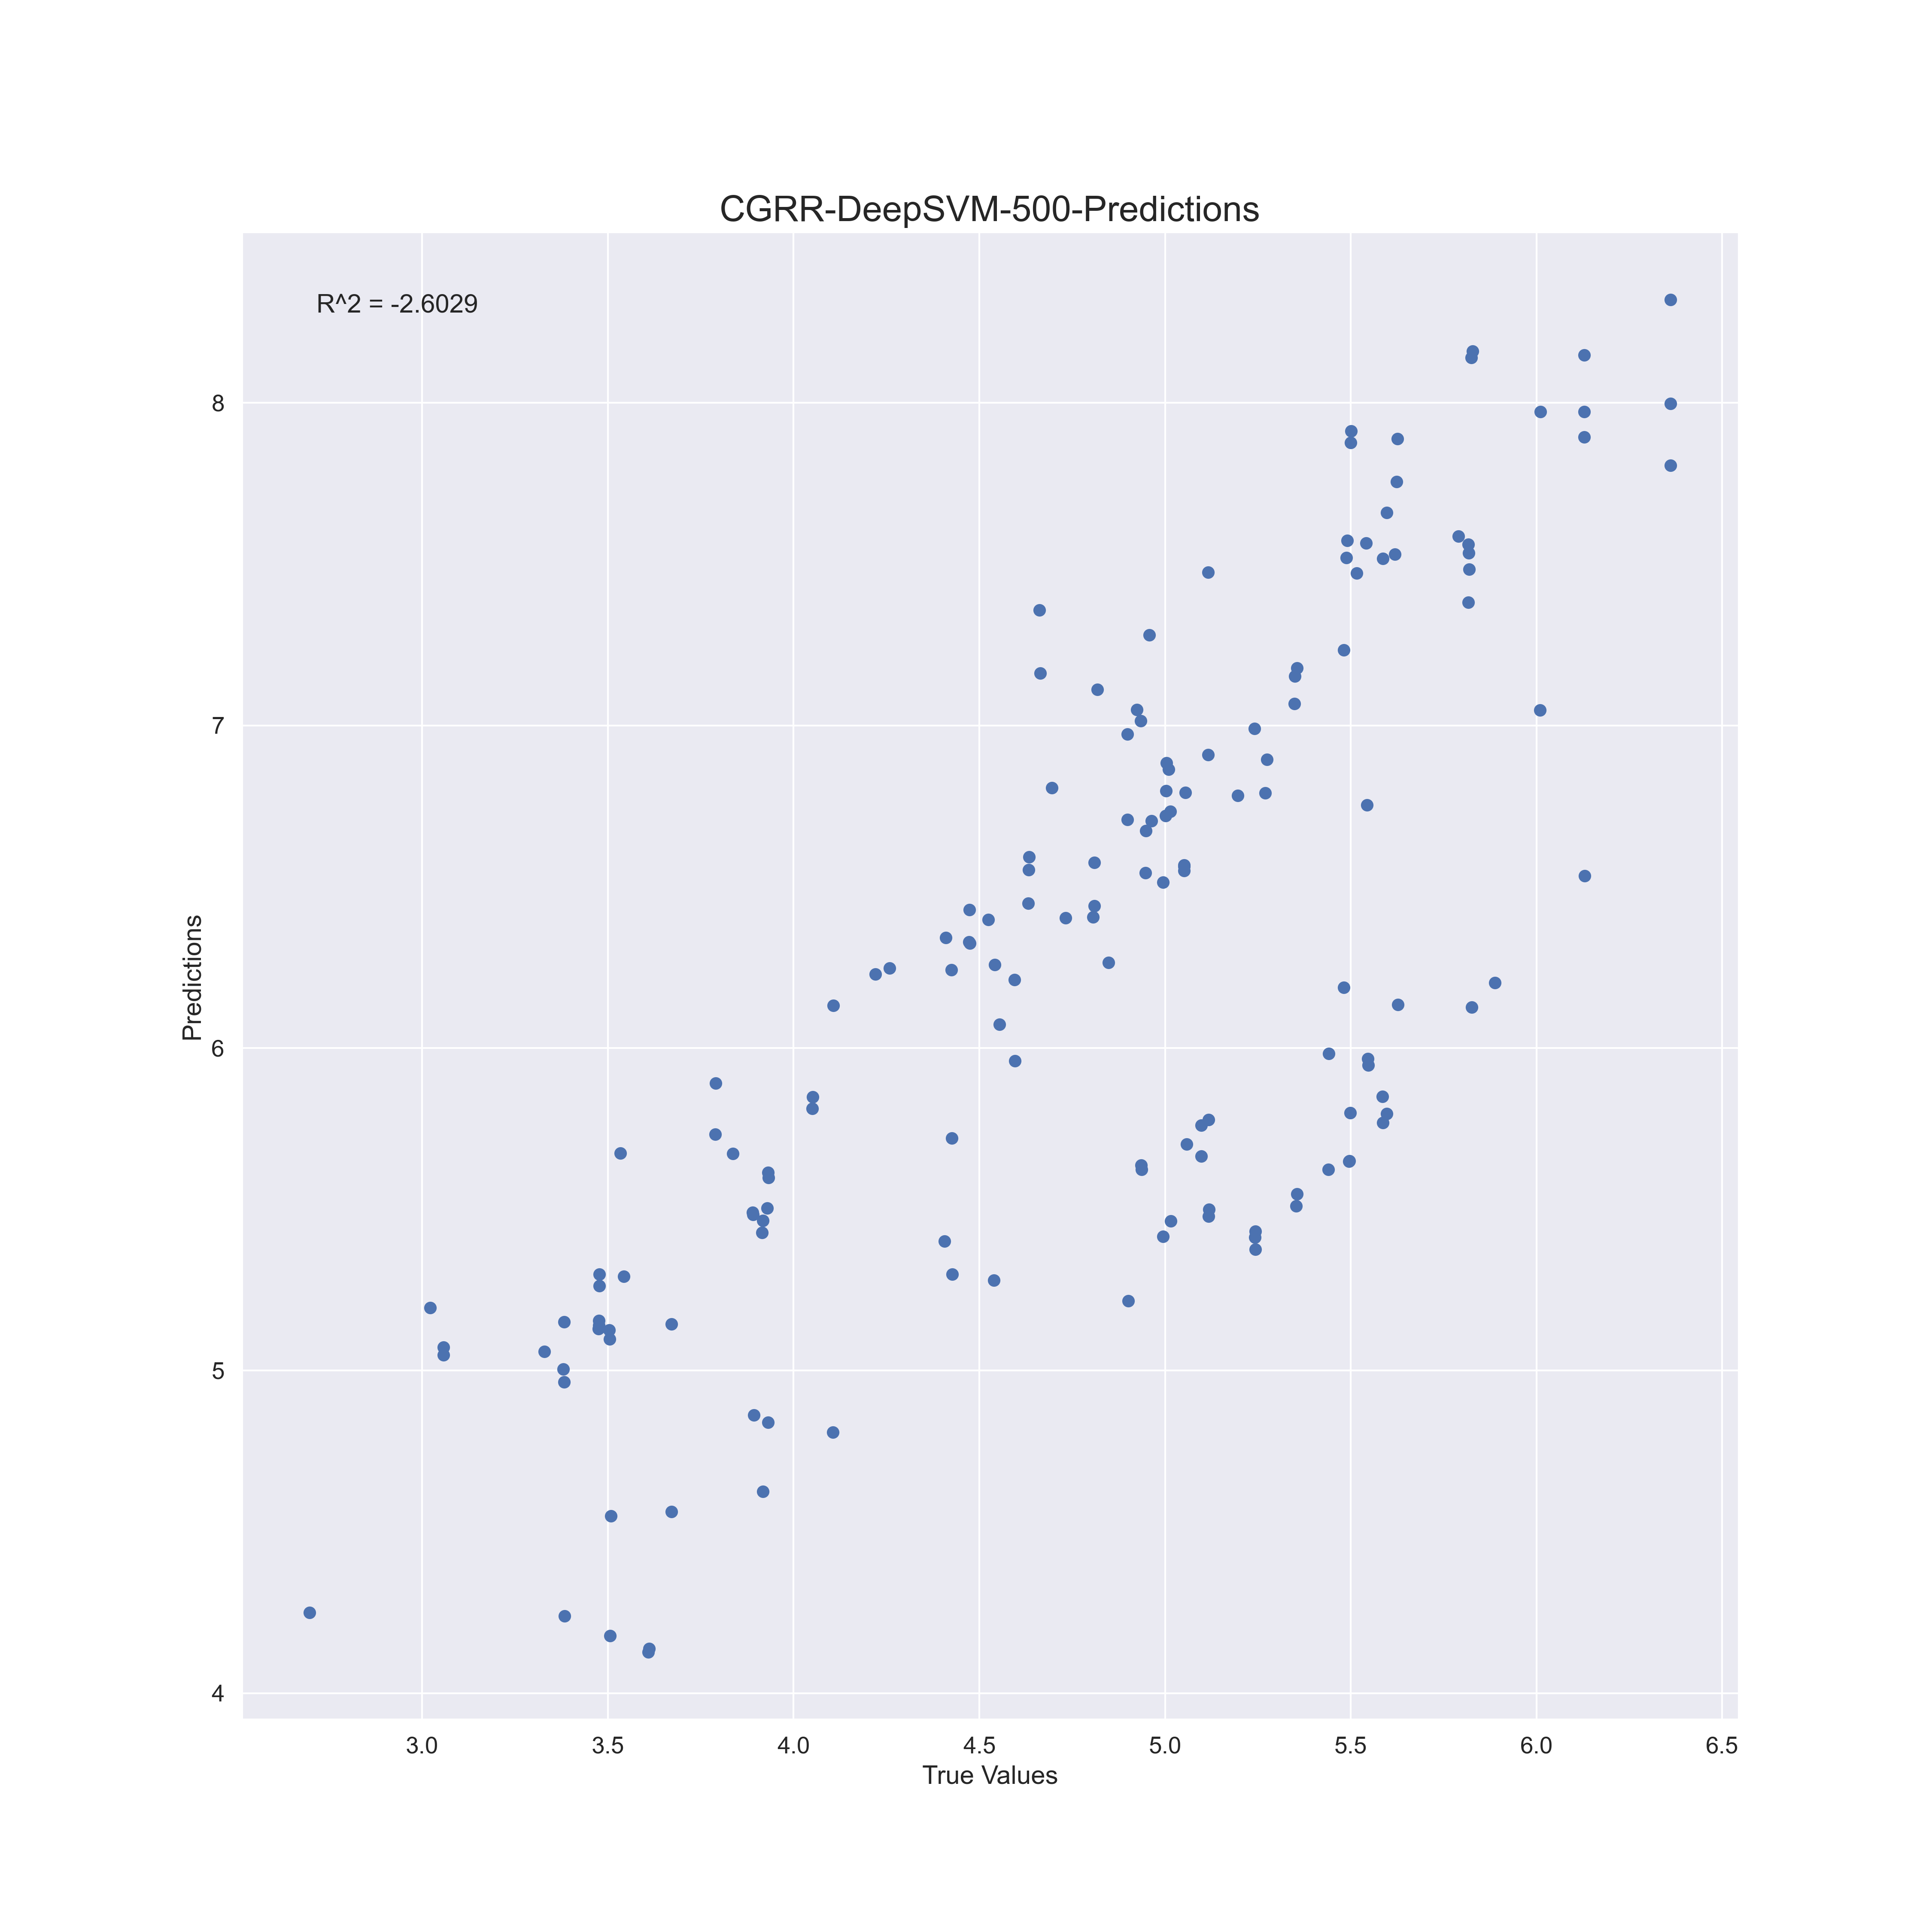 CGRR-DeepSVM-500-Predictions
R^2 = -2.6029
8
7
6
5
4
Predictions
3.0 3.5 4.0 4.5 5.0 5.5 6.0 6.5
True Values